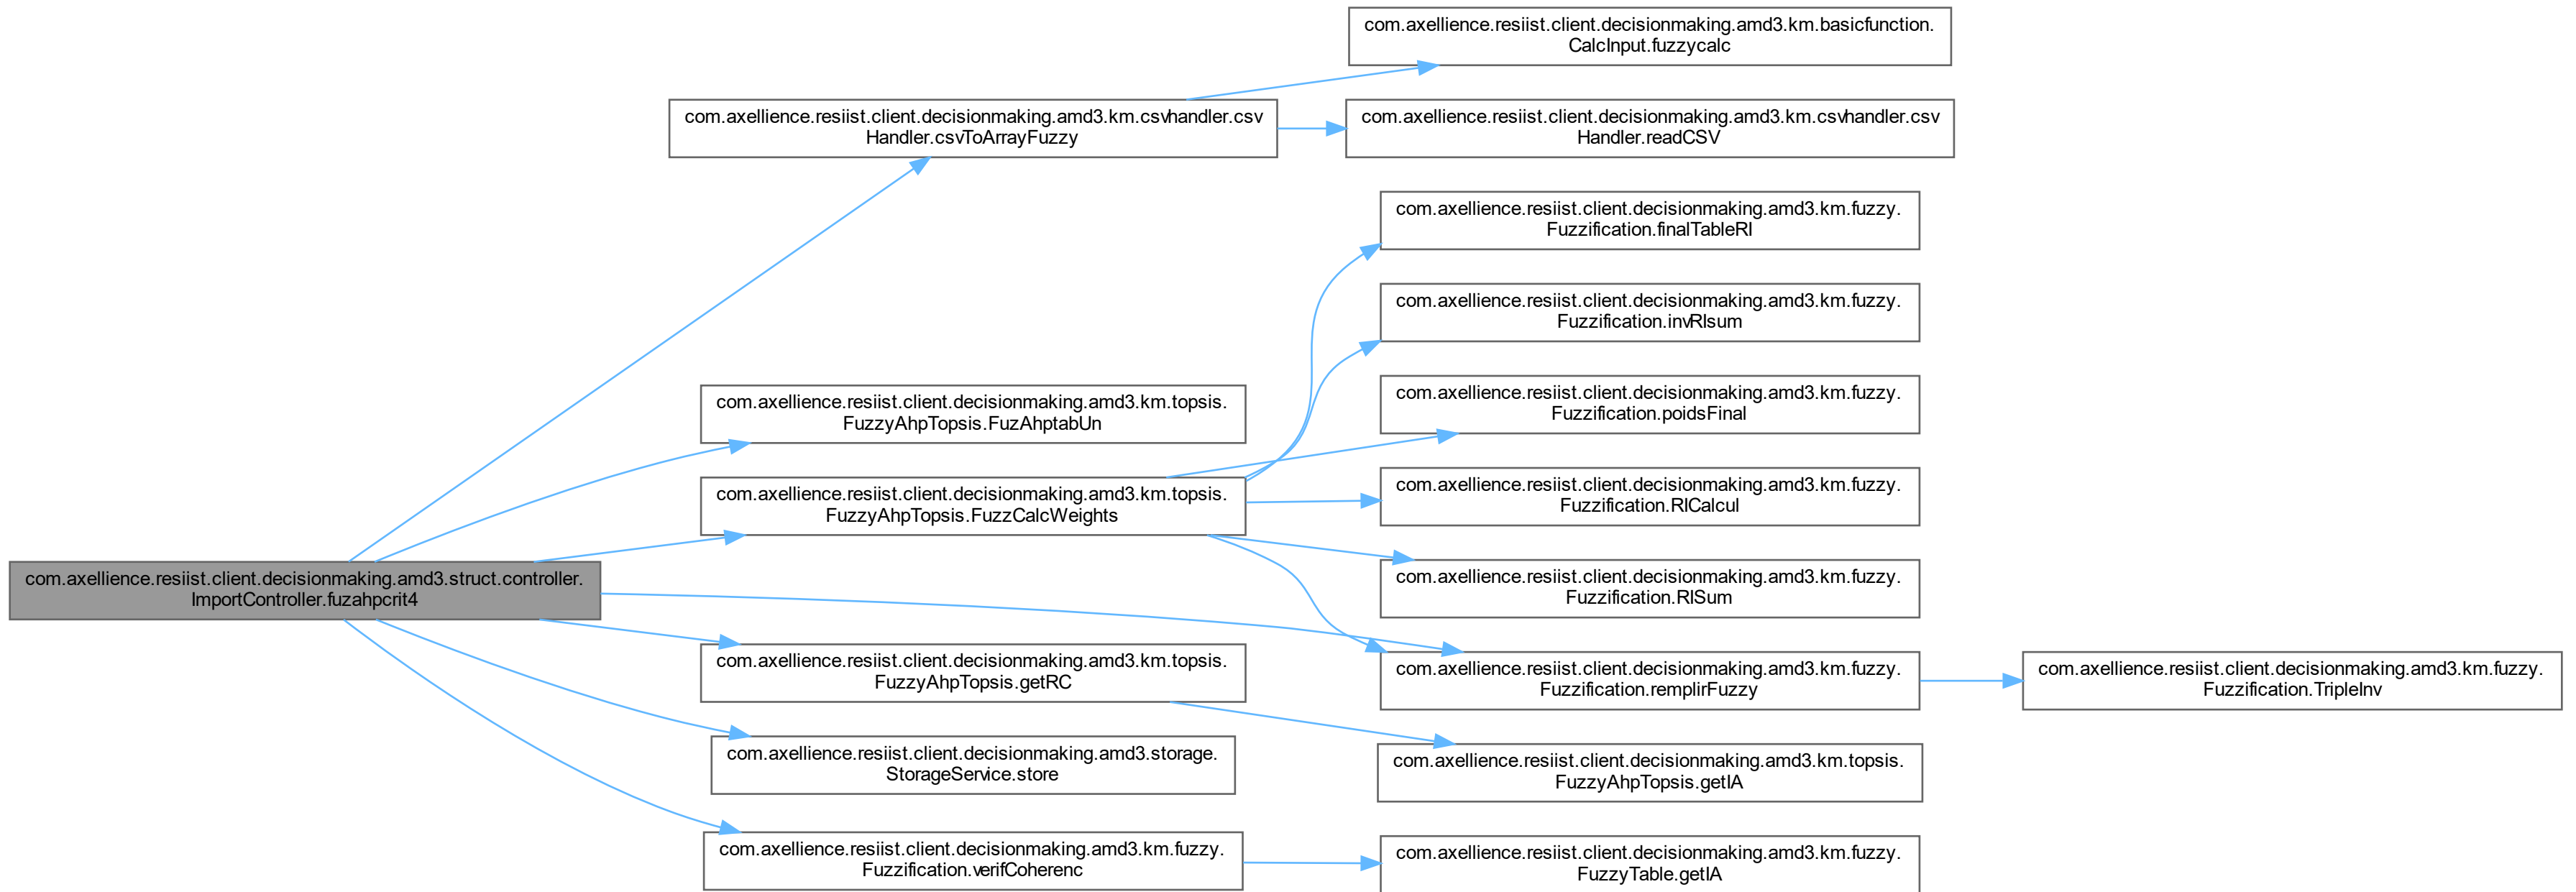 com.axellience.resiist.client.decisionmaking.amd3.km.basicfunction.
CalcInput.fuzzycalc
com.axellience.resiist.client.decisionmaking.amd3.km.csvhandler.csv
Handler.csvToArrayFuzzy
com.axellience.resiist.client.decisionmaking.amd3.km.csvhandler.csv
Handler.readCSV
com.axellience.resiist.client.decisionmaking.amd3.km.fuzzy.
Fuzzification.finalTableRI
com.axellience.resiist.client.decisionmaking.amd3.km.fuzzy.
Fuzzification.invRIsum
com.axellience.resiist.client.decisionmaking.amd3.km.topsis.
FuzzyAhpTopsis.FuzAhptabUn
com.axellience.resiist.client.decisionmaking.amd3.km.fuzzy.
Fuzzification.poidsFinal
com.axellience.resiist.client.decisionmaking.amd3.km.topsis.
FuzzyAhpTopsis.FuzzCalcWeights
com.axellience.resiist.client.decisionmaking.amd3.km.fuzzy.
Fuzzification.RICalcul
com.axellience.resiist.client.decisionmaking.amd3.struct.controller.
ImportController.fuzahpcrit4
com.axellience.resiist.client.decisionmaking.amd3.km.fuzzy.
Fuzzification.RISum
com.axellience.resiist.client.decisionmaking.amd3.km.topsis.
FuzzyAhpTopsis.getRC
com.axellience.resiist.client.decisionmaking.amd3.km.fuzzy.
Fuzzification.remplirFuzzy
com.axellience.resiist.client.decisionmaking.amd3.km.fuzzy.
Fuzzification.TripleInv
com.axellience.resiist.client.decisionmaking.amd3.storage.
StorageService.store
com.axellience.resiist.client.decisionmaking.amd3.km.topsis.
FuzzyAhpTopsis.getIA
com.axellience.resiist.client.decisionmaking.amd3.km.fuzzy.
Fuzzification.verifCoherenc
com.axellience.resiist.client.decisionmaking.amd3.km.fuzzy.
FuzzyTable.getIA